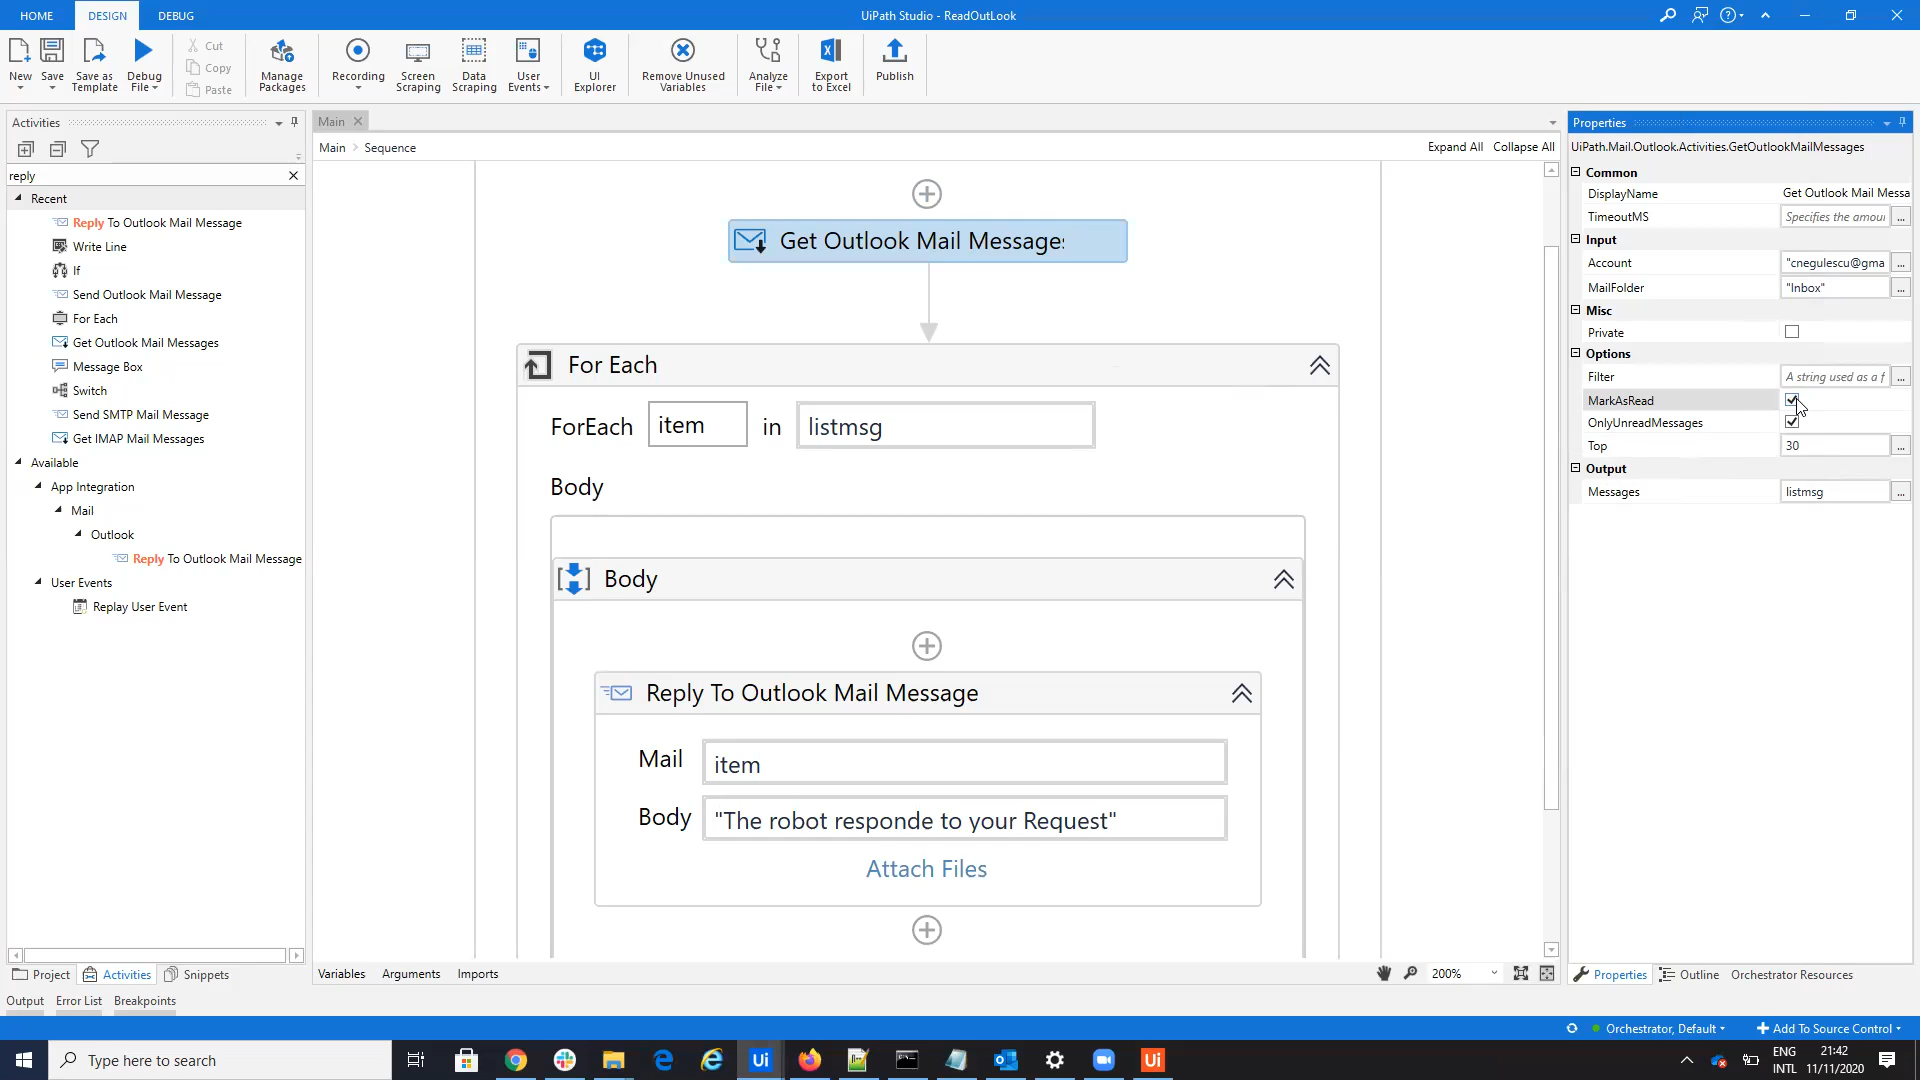 HOME DESIGN DEBUG
UiPath Studio - ReadOutLook
New Save Save as Template Debug File
Cut
Copy
Paste
Manage Packages Recording Screen Scraping Data Scraping User Events UI Explorer Remove Unused Variables Analyze File Export to Excel Publish
Activities
reply
Recent
Reply To Outlook Mail Message
Write Line
If
Send Outlook Mail Message
For Each
Get Outlook Mail Messages
Message Box
Switch
Send SMTP Mail Message
Get IMAP Mail Messages
Available
App Integration
Mail
Outlook
Reply To Outlook Mail Message
User Events
Replay User Event
Project Activities Snippets
Main
Main > Sequence
Expand All Collapse All
Get Outlook Mail Messages
For Each
ForEach item in listmsg
Body
Body
Reply To Outlook Mail Message
Mail item
Body "The robot responde to your Request"
Attach Files
Variables Arguments Imports
200%
Properties
UiPath.Mail.Outlook.Activities.GetOutlookMailMessages
Common
DisplayName Get Outlook Mail Messa
TimeoutMS Specifies the amou ...
Input
Account "cnegulescu@gma ...
MailFolder "Inbox" ...
Misc
Private
Options
Filter A string used as a f ...
MarkAsRead
OnlyUnreadMessages
Top 30 ...
Output
Messages listmsg ...
Properties Outline Orchestrator Resources
Output Error List Breakpoints
Orchestrator, Default
Add To Source Control
Type here to search
Ui
Ui
ENG
INTL
21:42
11/11/2020